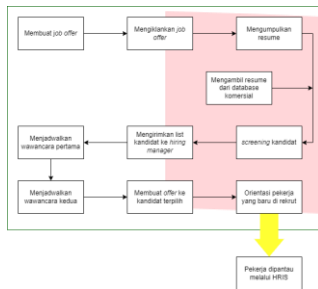 Membuat job offer
Mengiklankan job
offer
Mengumpulkan
resume
Mengambil resume
dari database
komersial
Menjadwalkan
wawancara pertama
Mengirimkan list
kandidat ke hiring
manager
screening kandidat
Menjadwalkan
wawancara kedua
Membuat offer ke
kandidat terpilih
Orientasi pekerja
yang baru di rekrut
Pekerja dipantau
melalui HRIS